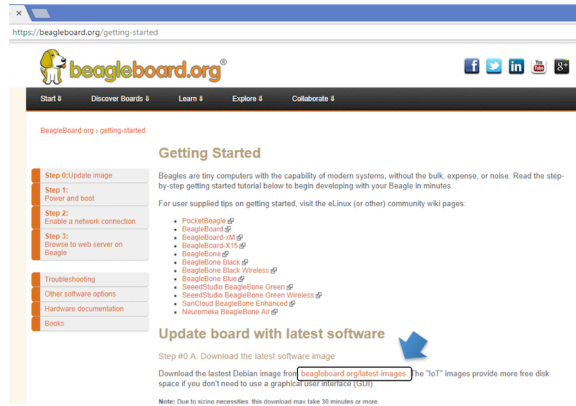 https://beagleboard.org/getting-started
beagleboard.org®
Start ⇓ Discover Boards ⇓ Learn ⇓ Explore ⇓ Collaborate ⇓
BeagleBoard.org › getting-started
Getting Started
Step 0:Update image
Step 1:
Power and boot
Step 2:
Enable a network connection
Step 3:
Browse to web server on
Beagle
Troubleshooting
Other software options
Hardware documentation
Books
Beagles are tiny computers with the capability of modern systems, without the bulk, expense, or noise. Read the step-
by-step getting started tutorial below to begin developing with your Beagle in minutes.
For user supplied tips on getting started, visit the eLinux (or other) community wiki pages:
PocketBeagle
BeagleBoard
BeagleBoard-xM
BeagleBoard-X15
BeagleBone
BeagleBone Black
BeagleBone Black Wireless
BeagleBone Blue
SeeedStudio BeagleBone Green
SeeedStudio BeagleBone Green Wireless
SanCloud BeagleBone Enhanced
Neuromeka BeagleBone Air
Update board with latest software
Step #0.A: Download the latest software image
Download the lastest Debian image from beagleboard.org/latest-images. The "IoT" images provide more free disk
space if you don't need to use a graphical user interface (GUI).
Note: Due to sizing necessities, this download may take 30 minutes or more.